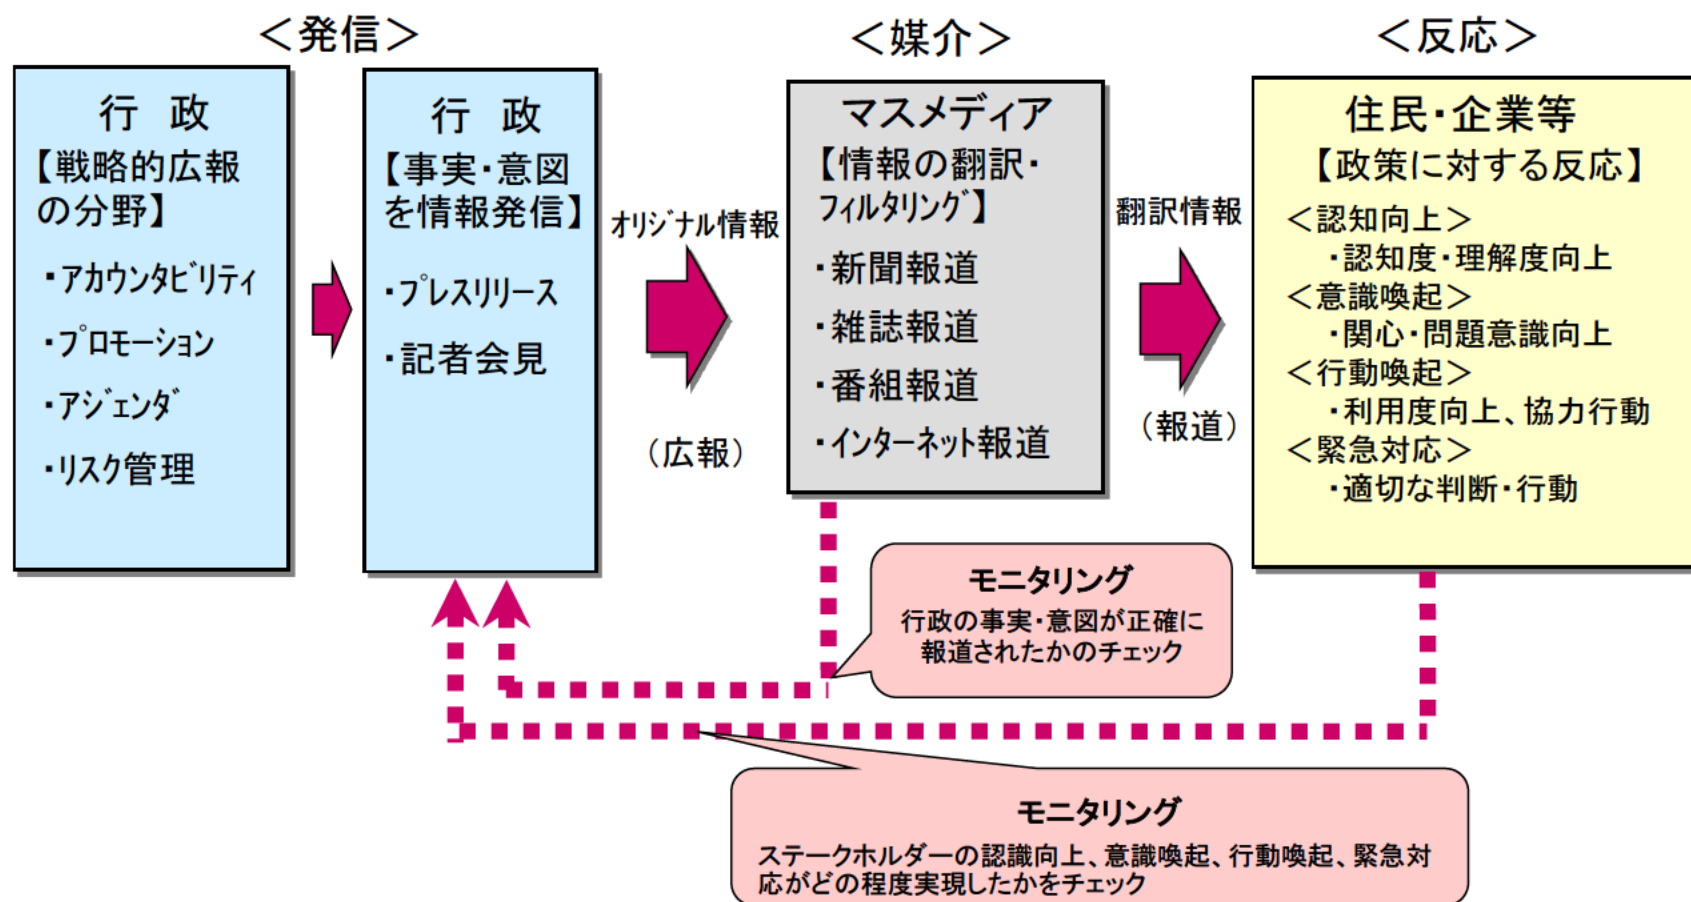 ＜発信＞
行　政
【戦略的広報
の分野】
・アカウンタビリティ
・プロモーション
・アジェンダ
・リスク管理
行　政
【事実・意図
を情報発信】
・プレスリリース
・記者会見
オリジナル情報
（広報）
＜媒介＞
マスメディア
【情報の翻訳・
フィルタリング】
・新聞報道
・雑誌報道
・番組報道
・インターネット報道
翻訳情報
（報道）
＜反応＞
住民・企業等
【政策に対する反応】
＜認知向上＞
・認知度・理解度向上
＜意識喚起＞
・関心・問題意識向上
＜行動喚起＞
・利用度向上、協力行動
＜緊急対応＞
・適切な判断・行動
モニタリング
行政の事実・意図が正確に
報道されたかのチェック
モニタリング
ステークホルダーの認識向上、意識喚起、行動喚起、緊急対
応がどの程度実現したかをチェック